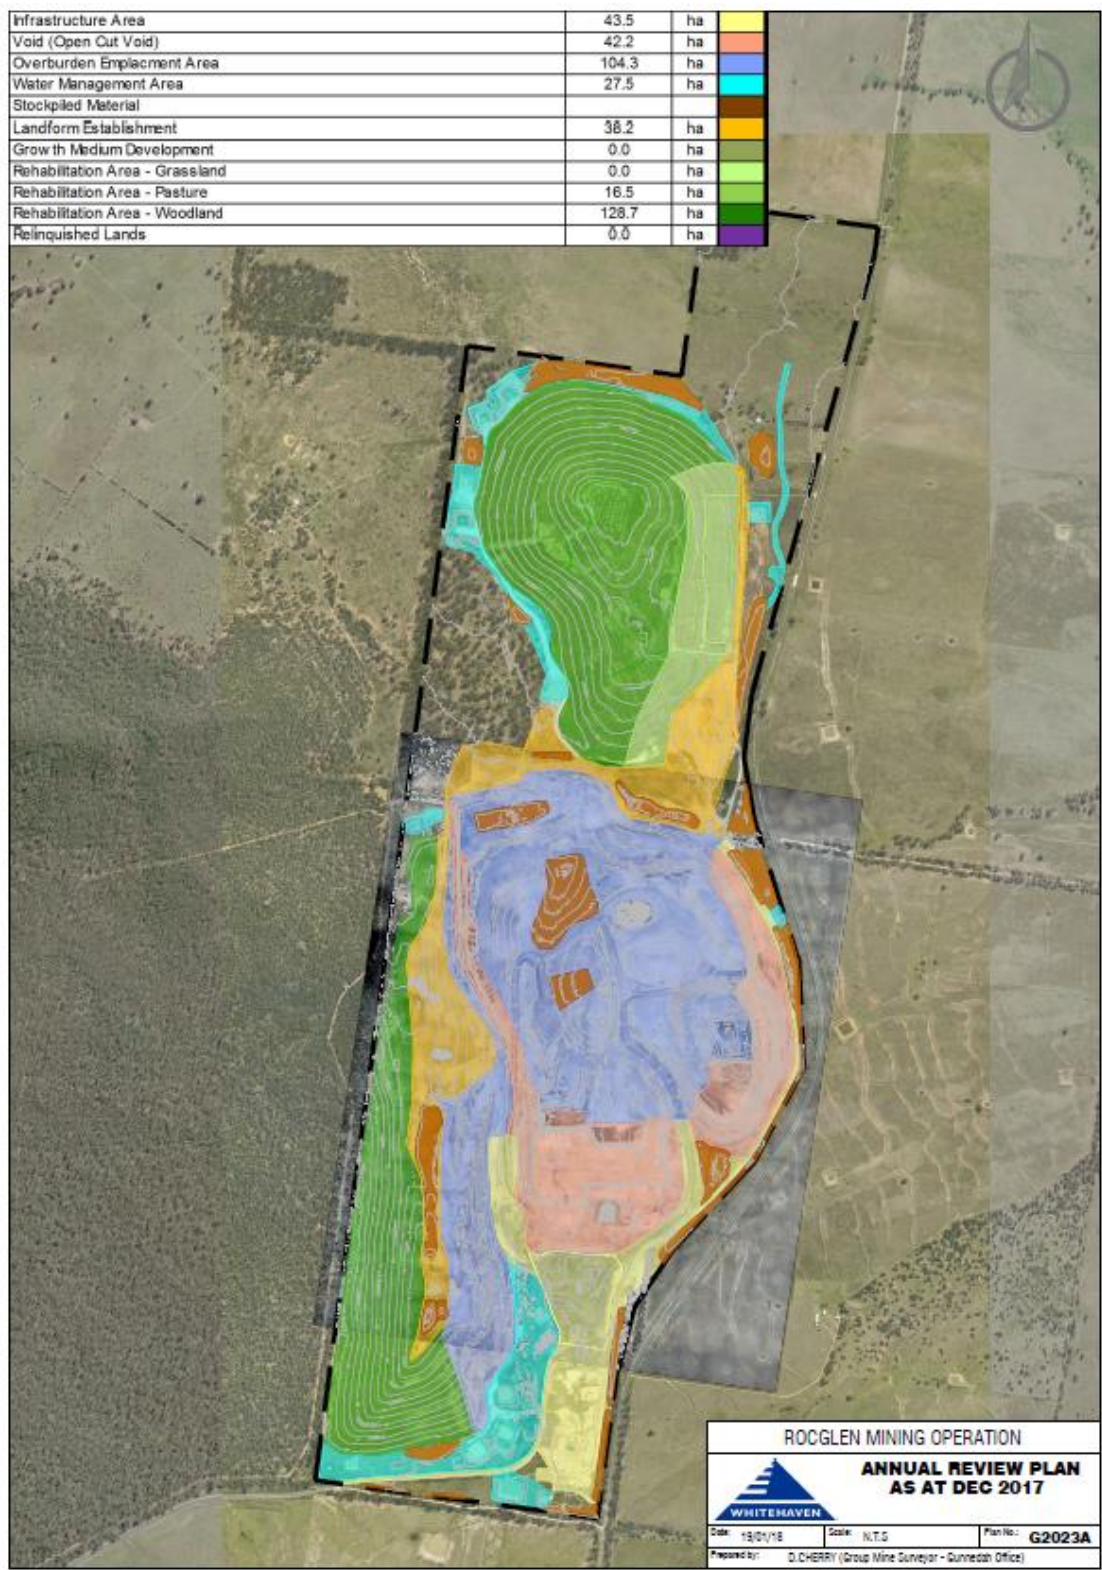 Infrastructure Area 43.5 ha
Void (Open Cut Void) 42.2 ha
Overburden Emplacment Area 104.3 ha
Water Management Area 27.5 ha
Stockpiled Material
Landform Establishment 38.2 ha
Growth Medium Development 0.0 ha
Rehabilitation Area - Grassland 0.0 ha
Rehabilitation Area - Pasture 16.5 ha
Rehabilitation Area - Woodland 128.7 ha
Relinquished Lands 0.0 ha
ROCGLEN MINING OPERATION
WHITEHAVEN
ANNUAL REVIEW PLAN
AS AT DEC 2017
Date: 19/01/18 Scale: N.T.S Plan No.: G2023A
Prepared by: D.CHERRY (Group Mine Surveyor - Gunnedah Office)